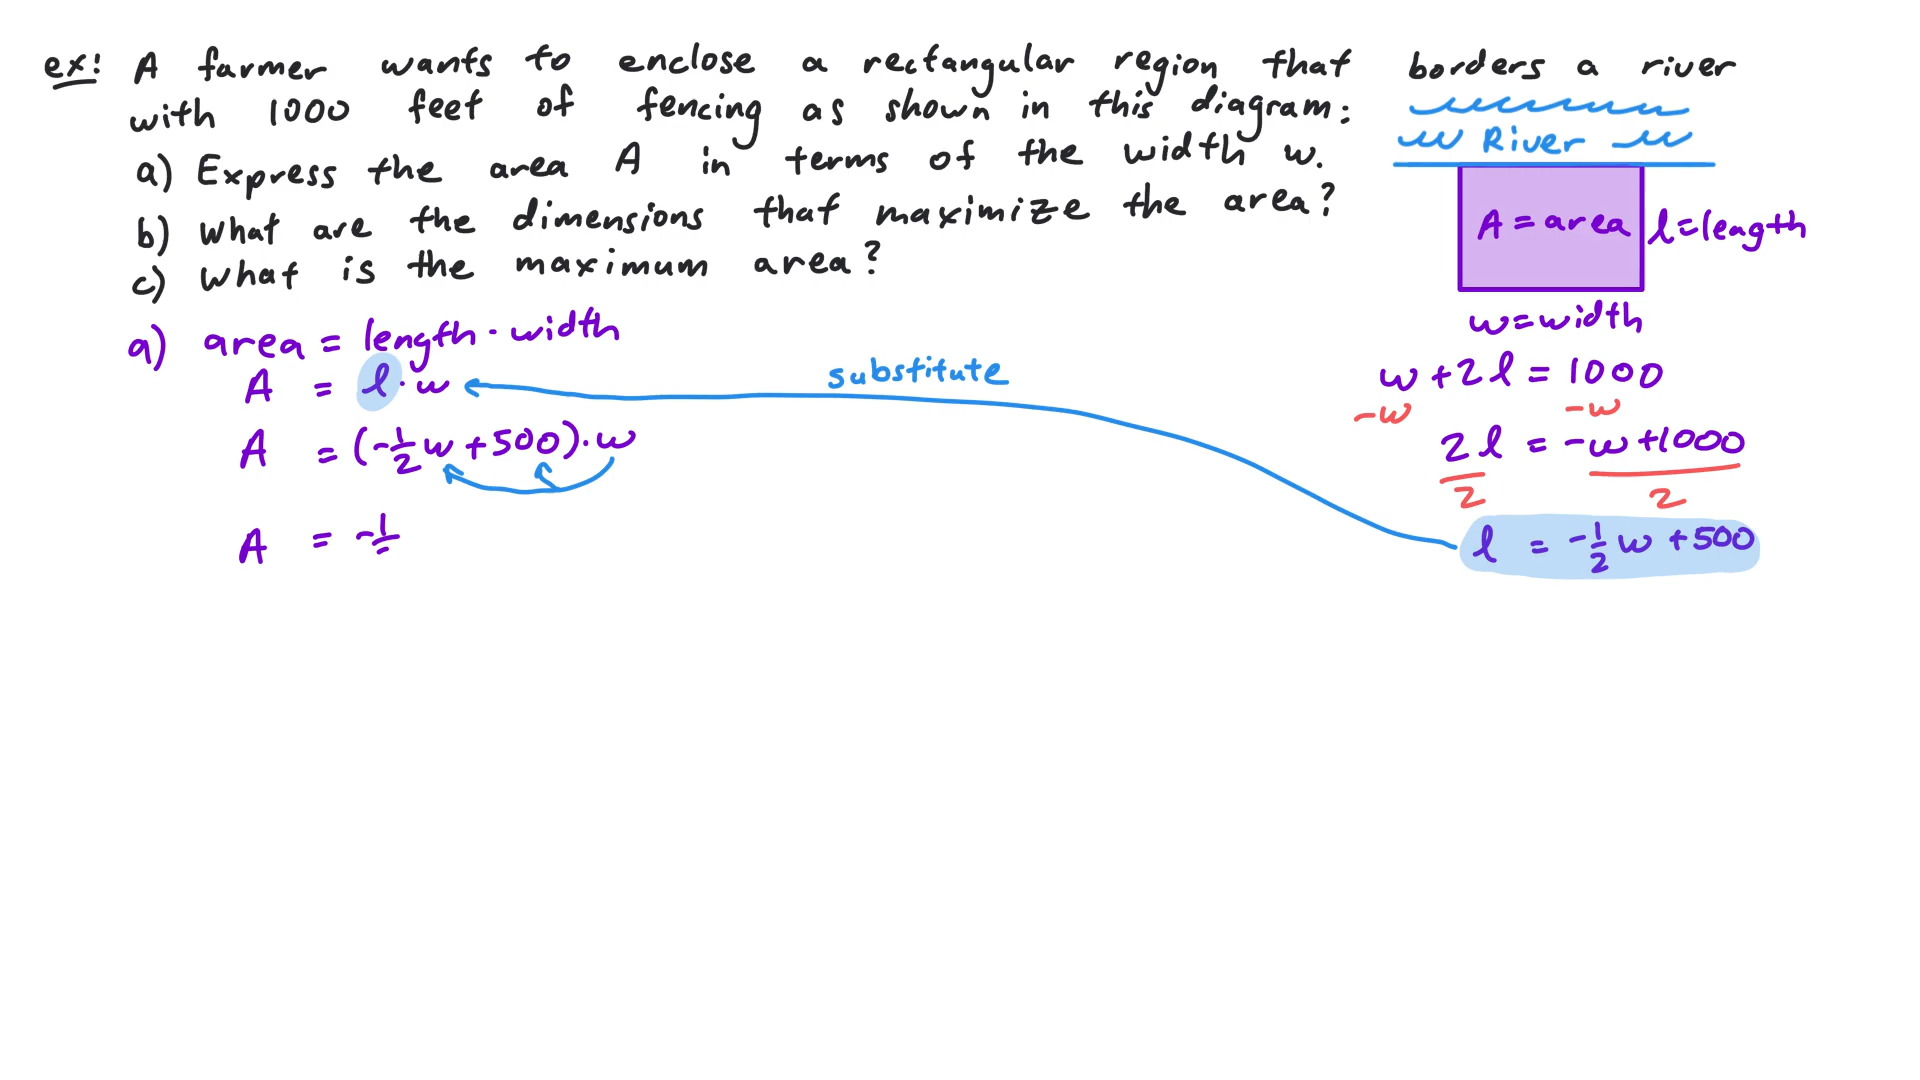 ex: A farmer wants to enclose a rectangular region that borders a river
with 1000 feet of fencing as shown in this diagram:
a) Express the area A in terms of the width w.
b) What are the dimensions that maximize the area?
c) What is the maximum area?
River
A = area
l = length
w = width
a) area = length · width
A = l · w
A = (-1/2 w + 500) · w
A = -1
substitute
w + 2l = 1000
-w -w
2l = -w + 1000
2 2
l = -1/2 w + 500